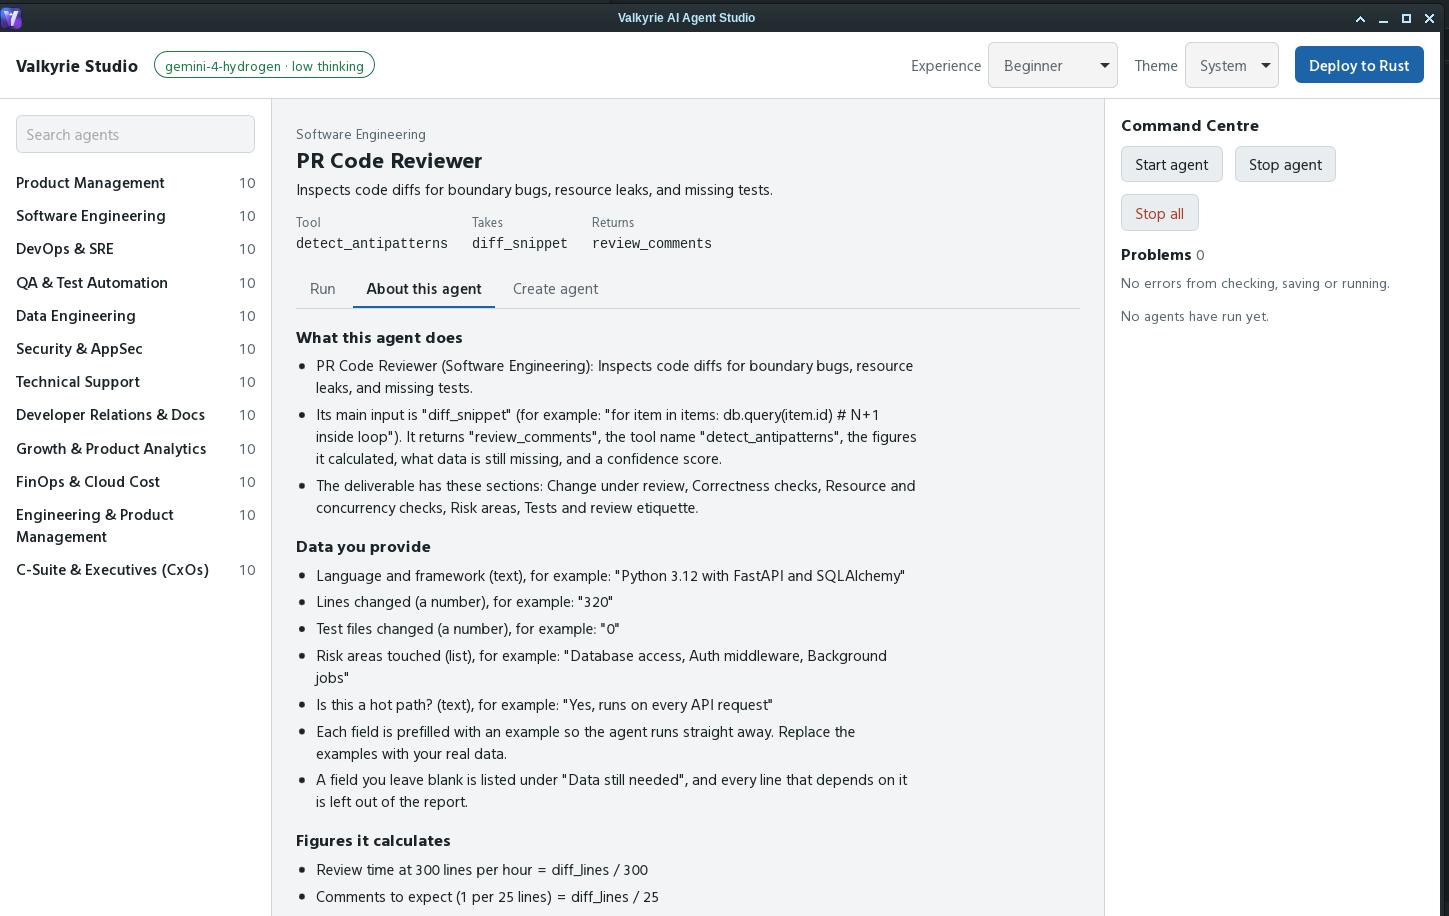 Valkyrie AI Agent Studio
Valkyrie Studio
gemini-4-hydrogen · low thinking
Experience
Beginner
Theme
System
Deploy to Rust
Search agents
Product Management 10
Software Engineering 10
DevOps & SRE 10
QA & Test Automation 10
Data Engineering 10
Security & AppSec 10
Technical Support 10
Developer Relations & Docs 10
Growth & Product Analytics 10
FinOps & Cloud Cost 10
Engineering & Product 10
Management
C-Suite & Executives (CxOs) 10
Software Engineering
PR Code Reviewer
Inspects code diffs for boundary bugs, resource leaks, and missing tests.
Tool Takes Returns
detect_antipatterns diff_snippet review_comments
Run About this agent Create agent
What this agent does
• PR Code Reviewer (Software Engineering): Inspects code diffs for boundary bugs, resource
leaks, and missing tests.
• Its main input is "diff_snippet" (for example: "for item in items: db.query(item.id) # N+1
inside loop"). It returns "review_comments", the tool name "detect_antipatterns", the figures
it calculated, what data is still missing, and a confidence score.
• The deliverable has these sections: Change under review, Correctness checks, Resource and
concurrency checks, Risk areas, Tests and review etiquette.
Data you provide
• Language and framework (text), for example: "Python 3.12 with FastAPI and SQLAlchemy"
• Lines changed (a number), for example: "320"
• Test files changed (a number), for example: "0"
• Risk areas touched (list), for example: "Database access, Auth middleware, Background
jobs"
• Is this a hot path? (text), for example: "Yes, runs on every API request"
• Each field is prefilled with an example so the agent runs straight away. Replace the
examples with your real data.
• A field you leave blank is listed under "Data still needed", and every line that depends on it
is left out of the report.
Figures it calculates
• Review time at 300 lines per hour = diff_lines / 300
• Comments to expect (1 per 25 lines) = diff_lines / 25
Command Centre
Start agent
Stop agent
Stop all
Problems 0
No errors from checking, saving or running.
No agents have run yet.